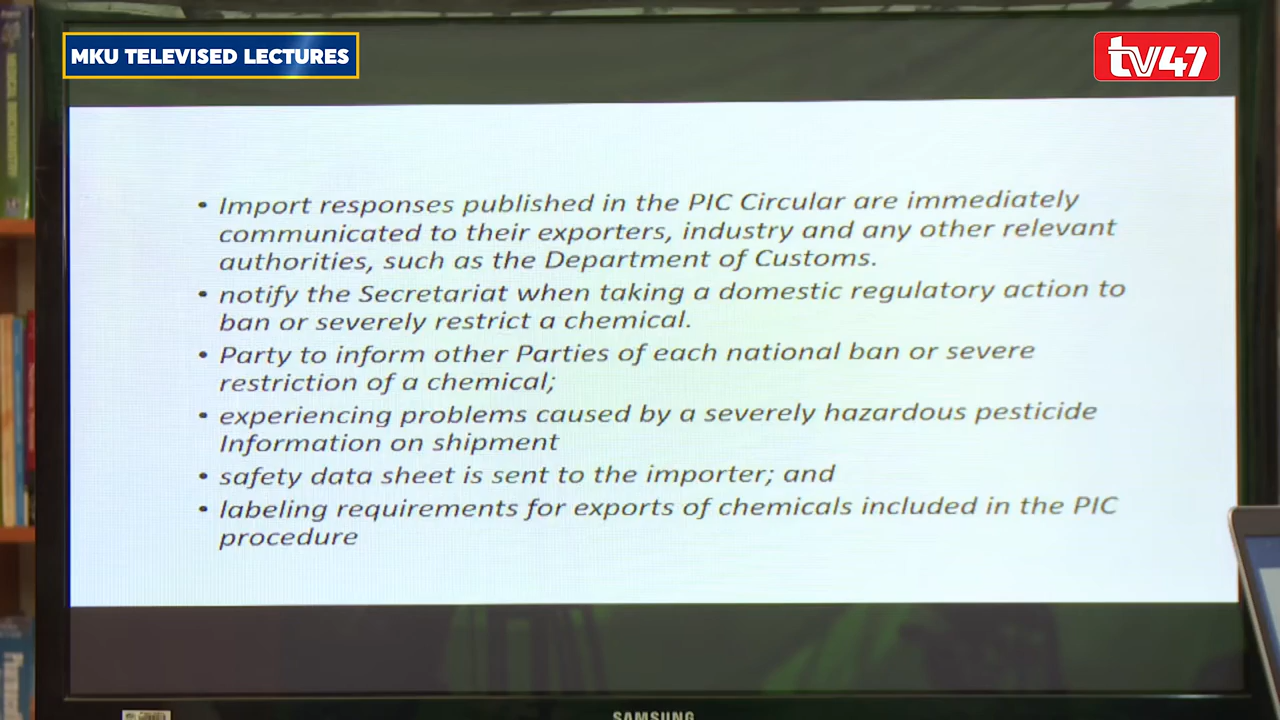 MKU TELEVISED LECTURES
tv47
• Import responses published in the PIC Circular are immediately
communicated to their exporters, industry and any other relevant
authorities, such as the Department of Customs.
• notify the Secretariat when taking a domestic regulatory action to
ban or severely restrict a chemical.
• Party to inform other Parties of each national ban or severe
restriction of a chemical;
• experiencing problems caused by a severely hazardous pesticide
Information on shipment
• safety data sheet is sent to the importer; and
• labeling requirements for exports of chemicals included in the PIC
procedure
SAMSUNG